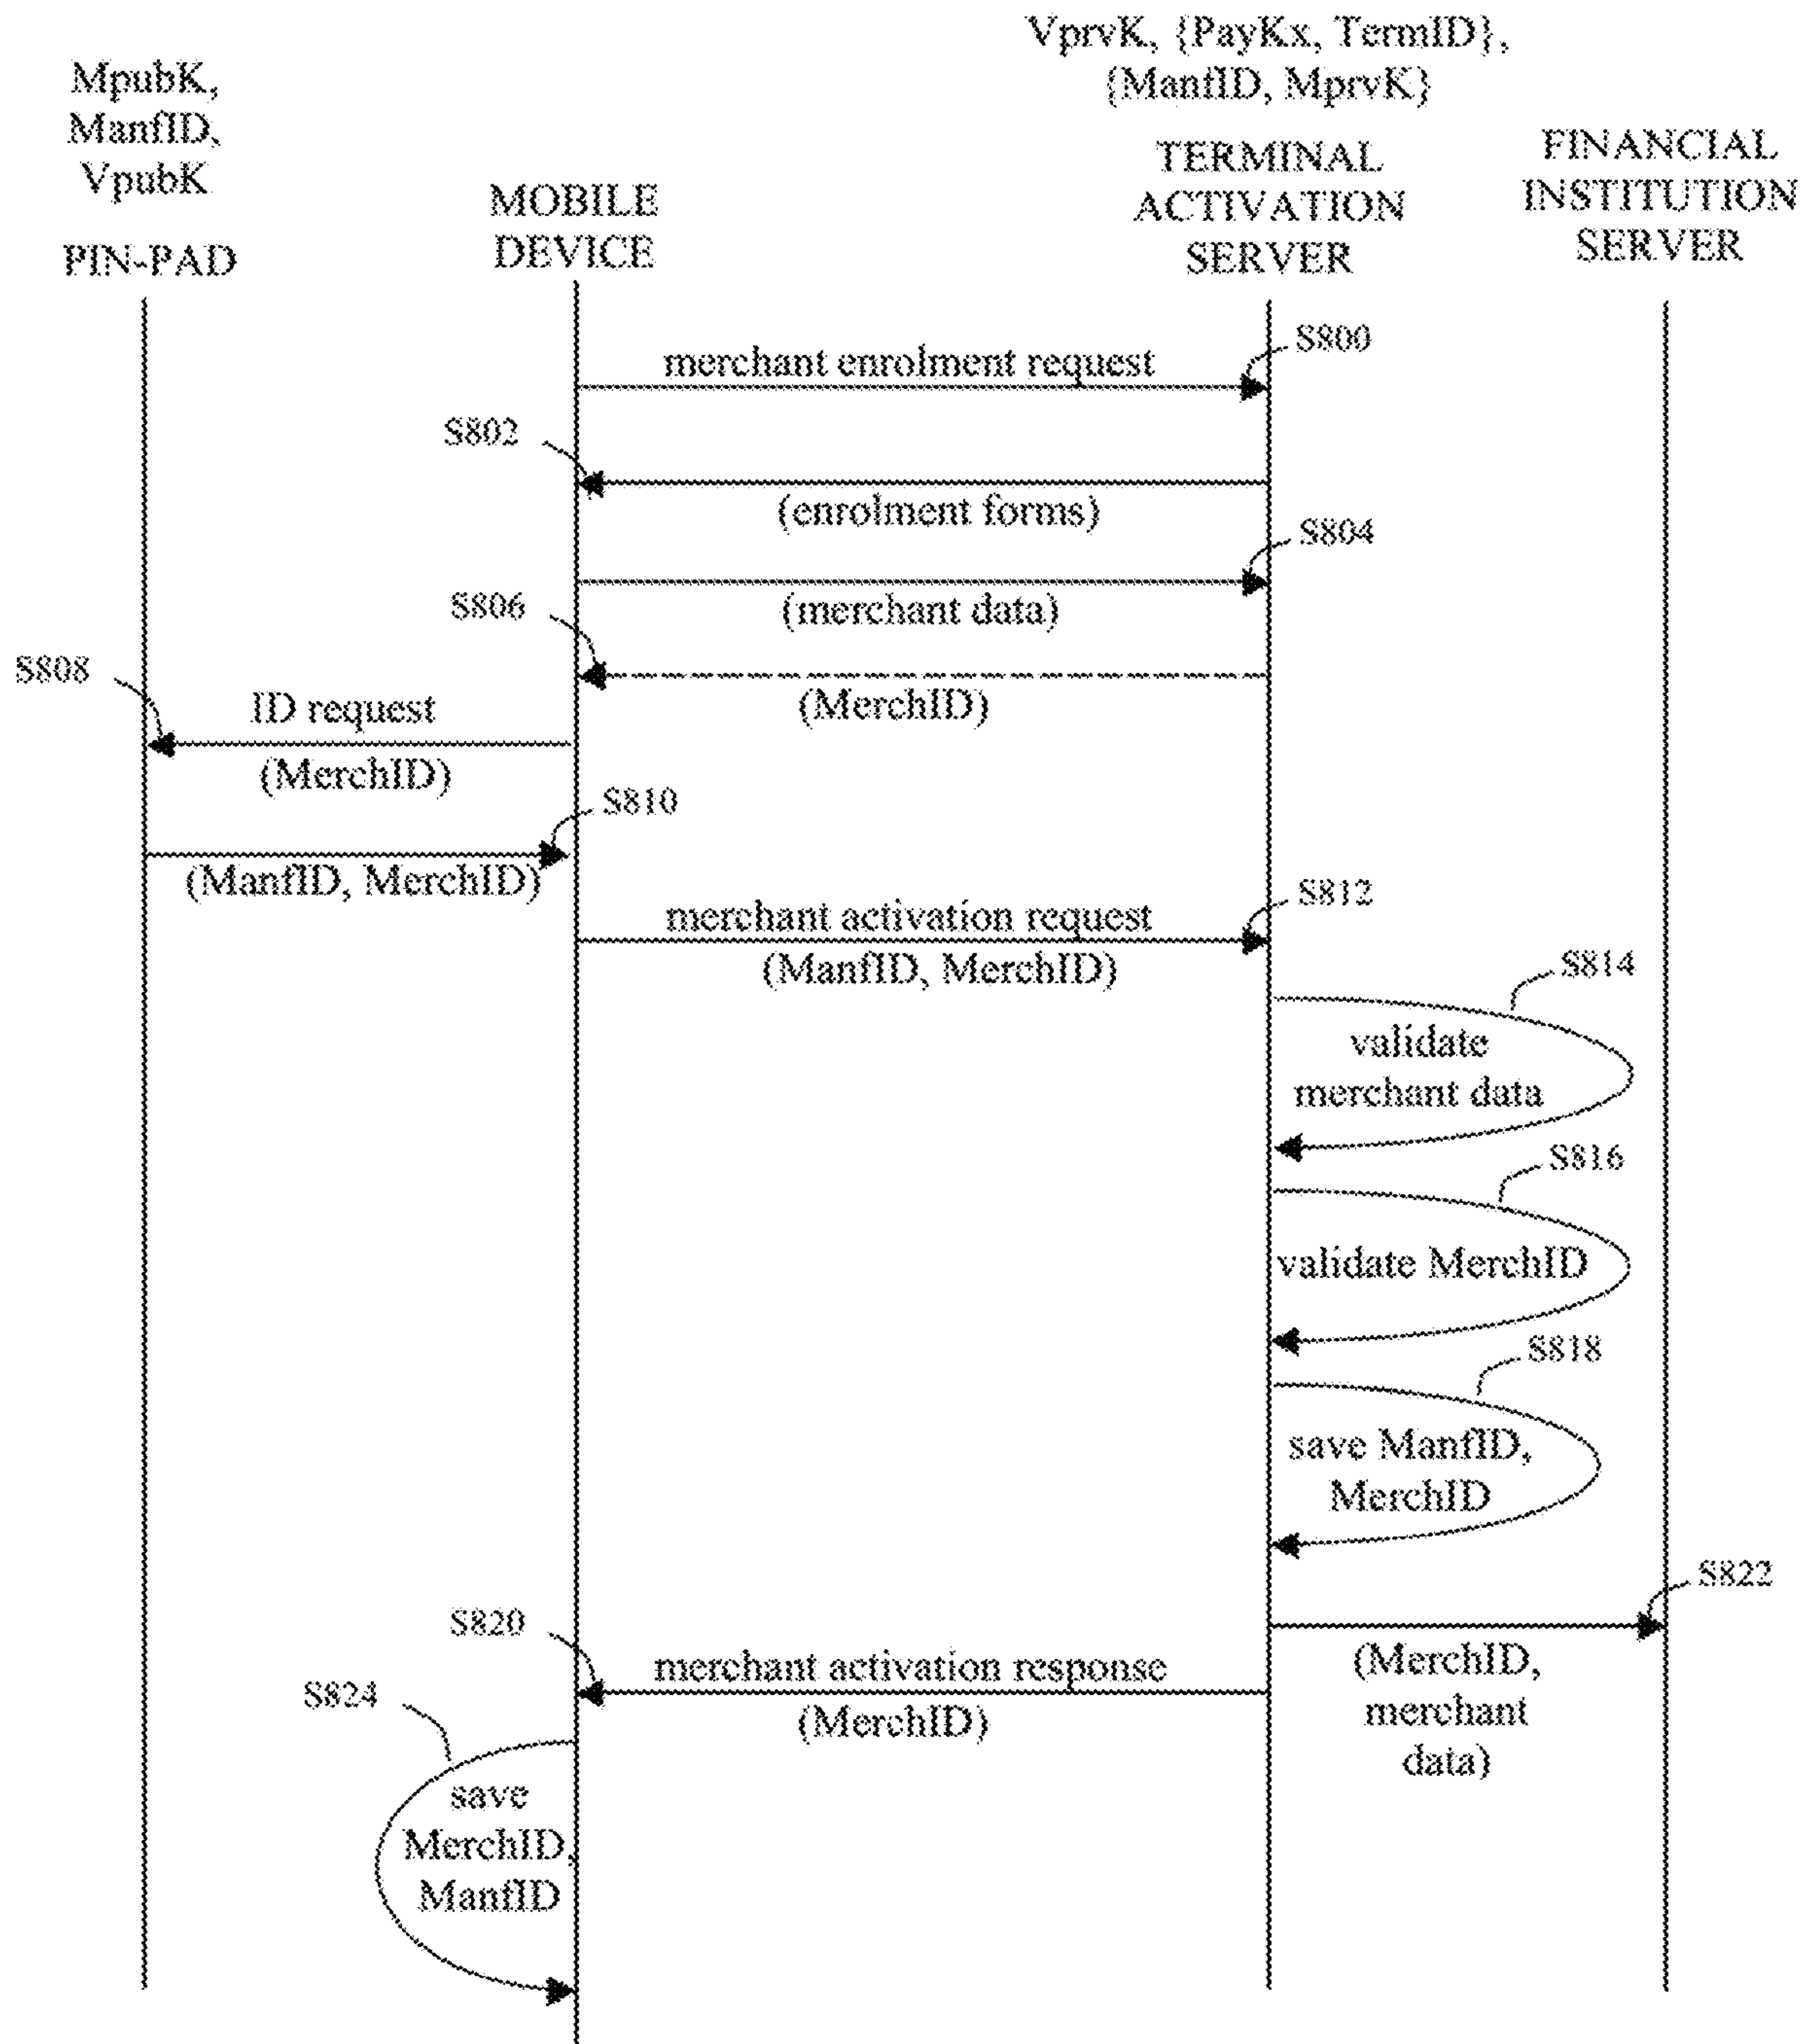 MpubK,
ManfID,
VpubK
PIN-PAD
MOBILE
DEVICE
VprvK, {PayKx, TermID},
{ManfID, MprvK}
TERMINAL
ACTIVATION
SERVER
FINANCIAL
INSTITUTION
SERVER
S800
merchant enrolment request
S802
(enrolment forms)
S804
(merchant data)
S806
(MerchID)
S808
ID request
(MerchID)
S810
(ManfID, MerchID)
S812
merchant activation request
(ManfID, MerchID)
S814
validate
merchant data
S816
validate MerchID
S818
save ManfID,
MerchID
S822
(MerchID,
merchant
data)
S820
merchant activation response
(MerchID)
S824
save
MerchID,
ManfID